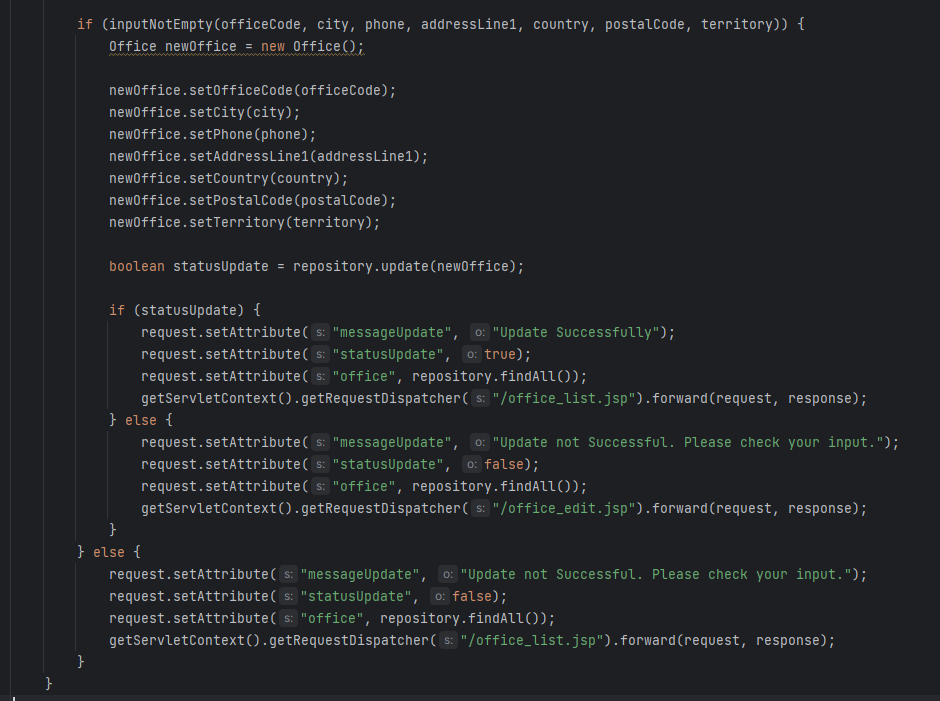 if (inputNotEmpty(officeCode, city, phone, addressLine1, country, postalCode, territory)) {
Office newOffice = new Office();
newOffice.setOfficeCode(officeCode);
newOffice.setCity(city);
newOffice.setPhone(phone);
newOffice.setAddressLine1(addressLine1);
newOffice.setCountry(country);
newOffice.setPostalCode(postalCode);
newOffice.setTerritory(territory);
boolean statusUpdate = repository.update(newOffice);
if (statusUpdate) {
request.setAttribute( s: "messageUpdate", o: "Update Successfully");
request.setAttribute( s: "statusUpdate", o: true);
request.setAttribute( s: "office", repository.findAll());
getServletContext().getRequestDispatcher( s: "/office_list.jsp").forward(request, response);
} else {
request.setAttribute( s: "messageUpdate", o: "Update not Successful. Please check your input.");
request.setAttribute( s: "statusUpdate", o: false);
request.setAttribute( s: "office", repository.findAll());
getServletContext().getRequestDispatcher( s: "/office_edit.jsp").forward(request, response);
}
} else {
request.setAttribute( s: "messageUpdate", o: "Update not Successful. Please check your input.");
request.setAttribute( s: "statusUpdate", o: false);
request.setAttribute( s: "office", repository.findAll());
getServletContext().getRequestDispatcher( s: "/office_list.jsp").forward(request, response);
}
}